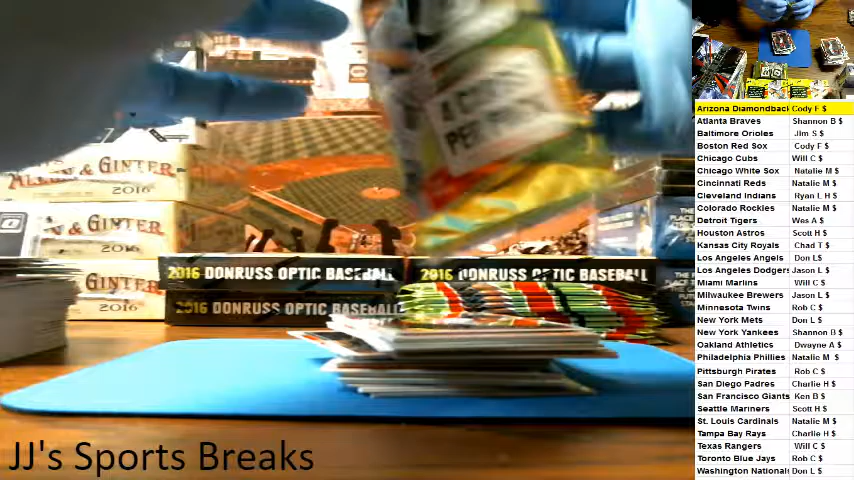 4 CARDS
PER
ALLEN & GINTER
2016
& GINTER
2016
GINTER
2016
2016 DONRUSS OPTIC BASEBALL
2016 DONRUSS OPTIC BASEBALL
2016 DONRUSS OPTIC BASEBALL
JJ's Sports Breaks
Arizona Diamondback Cody F $
Atlanta Braves Shannon B $
Baltimore Orioles Jim S $
Boston Red Sox Cody F $
Chicago Cubs Will C $
Chicago White Sox Natalie M $
Cincinnati Reds Natalie M $
Cleveland Indians Ryan L H $
Colorado Rockies Natalie M $
Detroit Tigers Wes A $
Houston Astros Scott H $
Kansas City Royals Chad T $
Los Angeles Angels Don L$
Los Angeles Dodgers Jason L $
Miami Marlins Will C $
Milwaukee Brewers Jason L $
Minnesota Twins Rob C $
New York Mets Don L $
New York Yankees Shannon B $
Oakland Athletics Dwayne A $
Philadelphia Phillies Natalie M $
Pittsburgh Pirates Rob C $
San Diego Padres Charlie H $
San Francisco Giants Ken B $
Seattle Mariners Scott H $
St. Louis Cardinals Natalie M $
Tampa Bay Rays Charlie H $
Texas Rangers Will C $
Toronto Blue Jays Rob C $
Washington Nationals Don L $